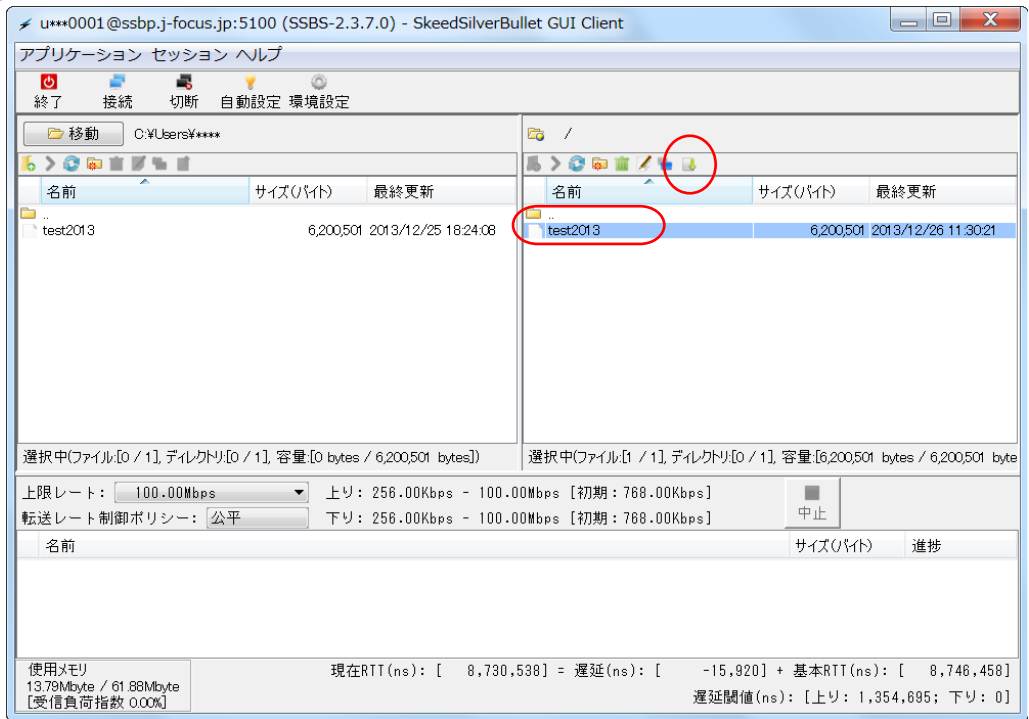 u***0001@ssbp.j-focus.jp:5100 (SSBS-2.3.7.0) - SkeedSilverBullet GUI Client
アプリケーション セッション ヘルプ
終了 接続 切断 自動設定 環境設定
移動 C:¥Users¥****
/
名前 サイズ(バイト) 最終更新
..
test2013 6,200,501 2013/12/25 18:24:08
選択中(ファイル:[0 / 1], ディレクトリ:[0 / 1], 容量:[0 bytes / 6,200,501 bytes])
名前 サイズ(バイト) 最終更新
..
test2013 6,200,501 2013/12/26 11:30:21
選択中(ファイル:[1 / 1], ディレクトリ:[0 / 1], 容量:[6,200,501 bytes / 6,200,501 byte
上限レート: 100.00Mbps 上り: 256.00Kbps - 100.00Mbps [初期:768.00Kbps]
転送レート制御ポリシー: 公平 下り: 256.00Kbps - 100.00Mbps [初期:768.00Kbps]
中止
名前 サイズ(バイト) 進捗
使用メモリ
13.79Mbyte / 61.88Mbyte
[受信負荷指数 0.00%]
現在RTT(ns): [ 8,730,538] = 遅延(ns): [ -15,920] + 基本RTT(ns): [ 8,746,458]
遅延閾値(ns): [上り: 1,354,695; 下り: 0]